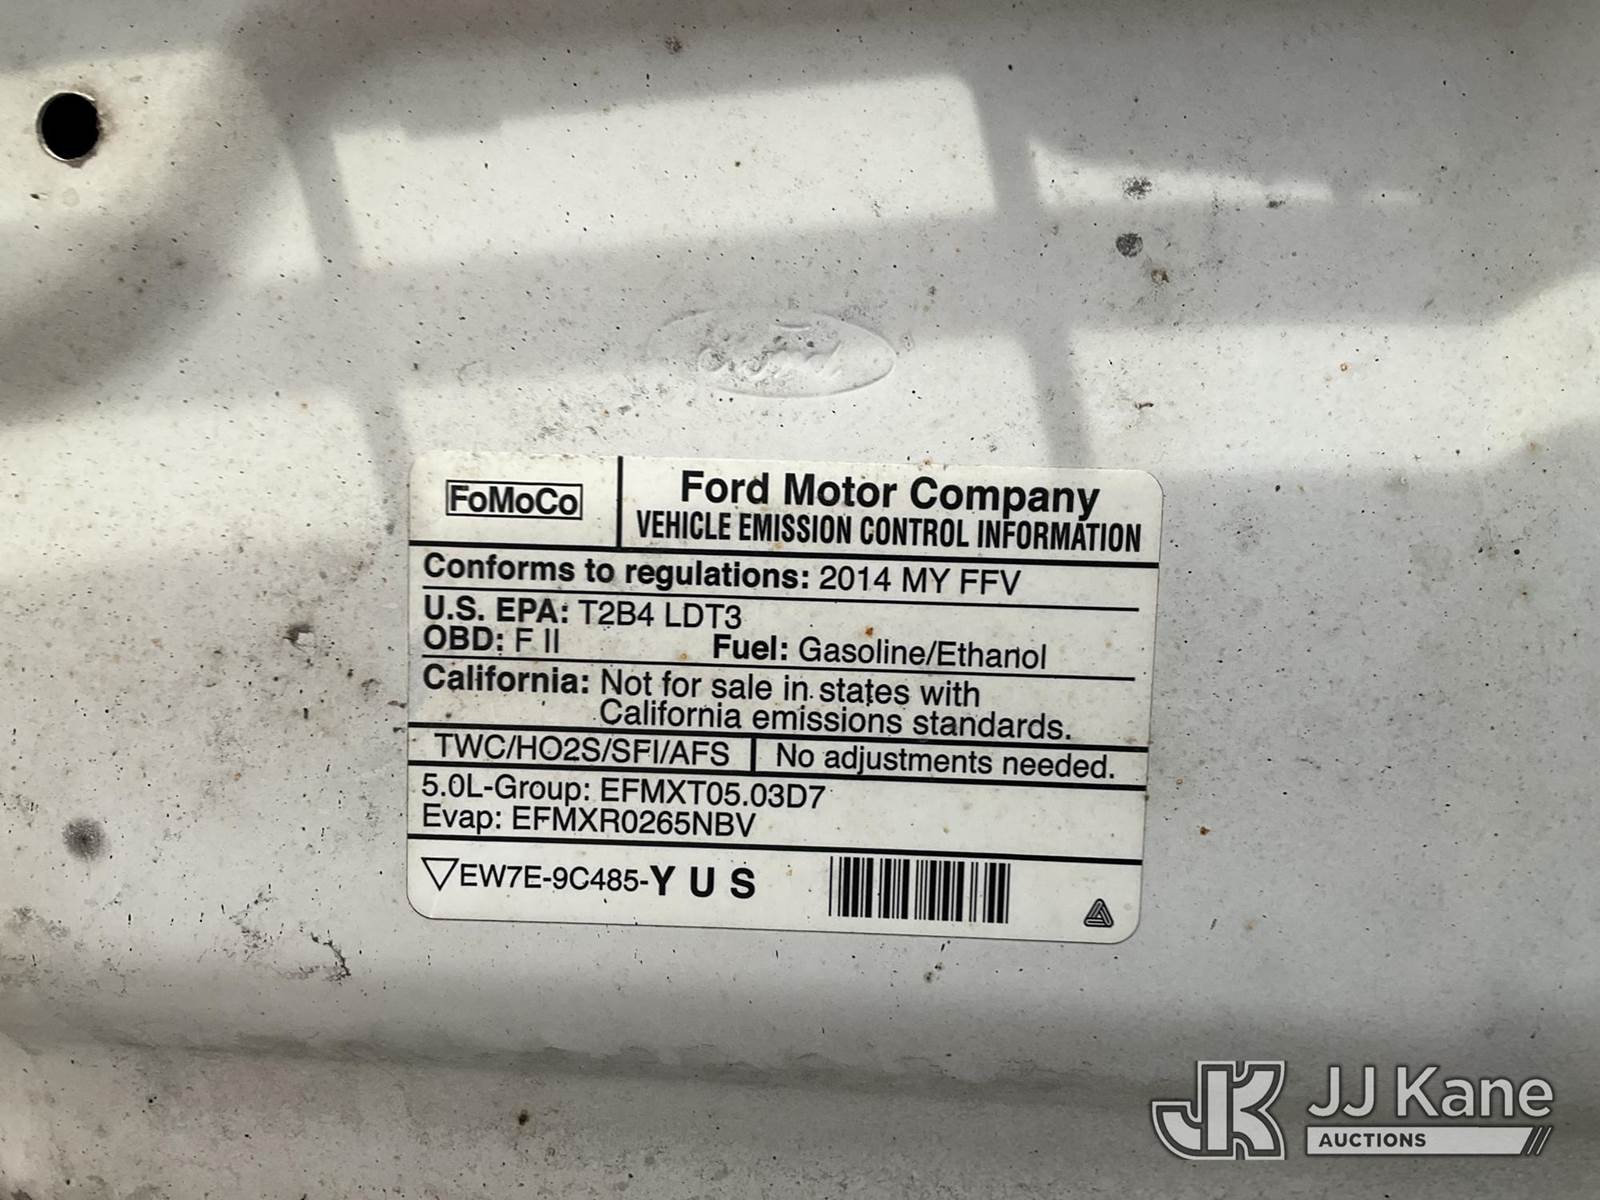 Ford
FoMoCo
Ford Motor Company
VEHICLE EMISSION CONTROL INFORMATION
Conforms to regulations: 2014 MY FFV
U.S. EPA: T2B4 LDT3
OBD: F II Fuel: Gasoline/Ethanol
California: Not for sale in states with
California emissions standards.
TWC/HO2S/SFI/AFS No adjustments needed.
5.0L-Group: EFMXT05.03D7
Evap: EFMXR0265NBV
EW7E-9C485-Y U S
JK JJ Kane
AUCTIONS